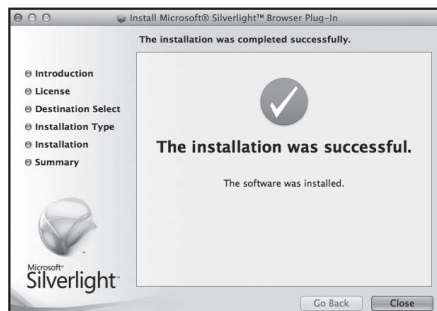 Install Microsoft® Silverlight™ Browser Plug-In
The installation was completed successfully.
Introduction
License
Destination Select
Installation Type
Installation
Summary
The installation was successful.
The software was installed.
Microsoft®
Silverlight™
Go Back
Close